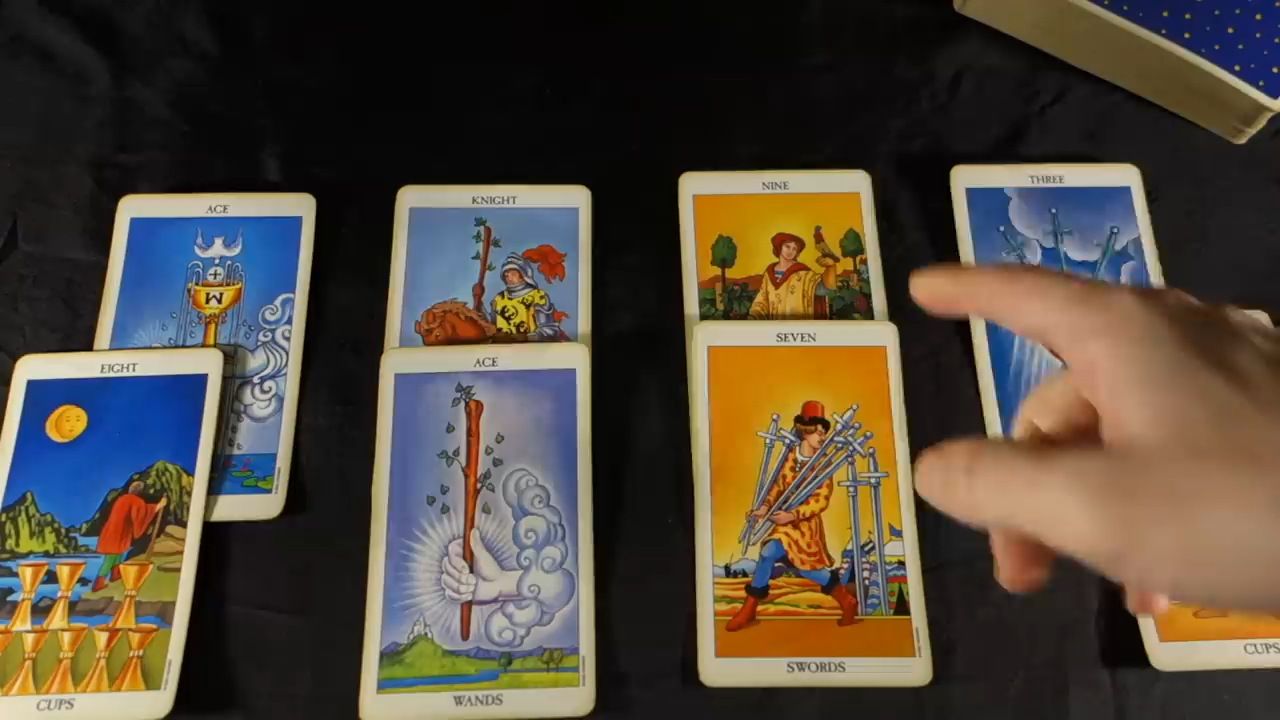 ACE
KNIGHT
NINE
THREE
EIGHT
ACE
SEVEN
CUPS
WANDS
SWORDS
CUPS